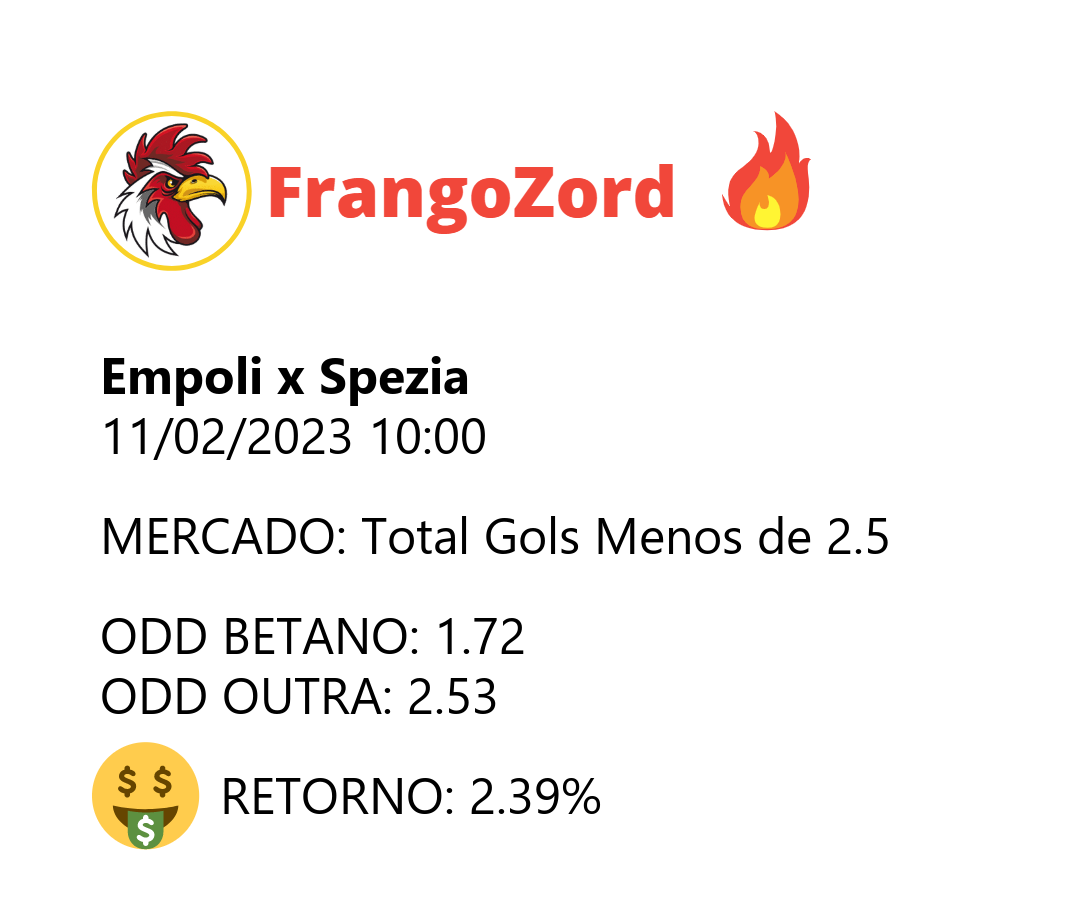 FrangoZord
Empoli x Spezia
11/02/2023 10:00
MERCADO: Total Gols Menos de 2.5
ODD BETANO: 1.72
ODD OUTRA: 2.53
RETORNO: 2.39%